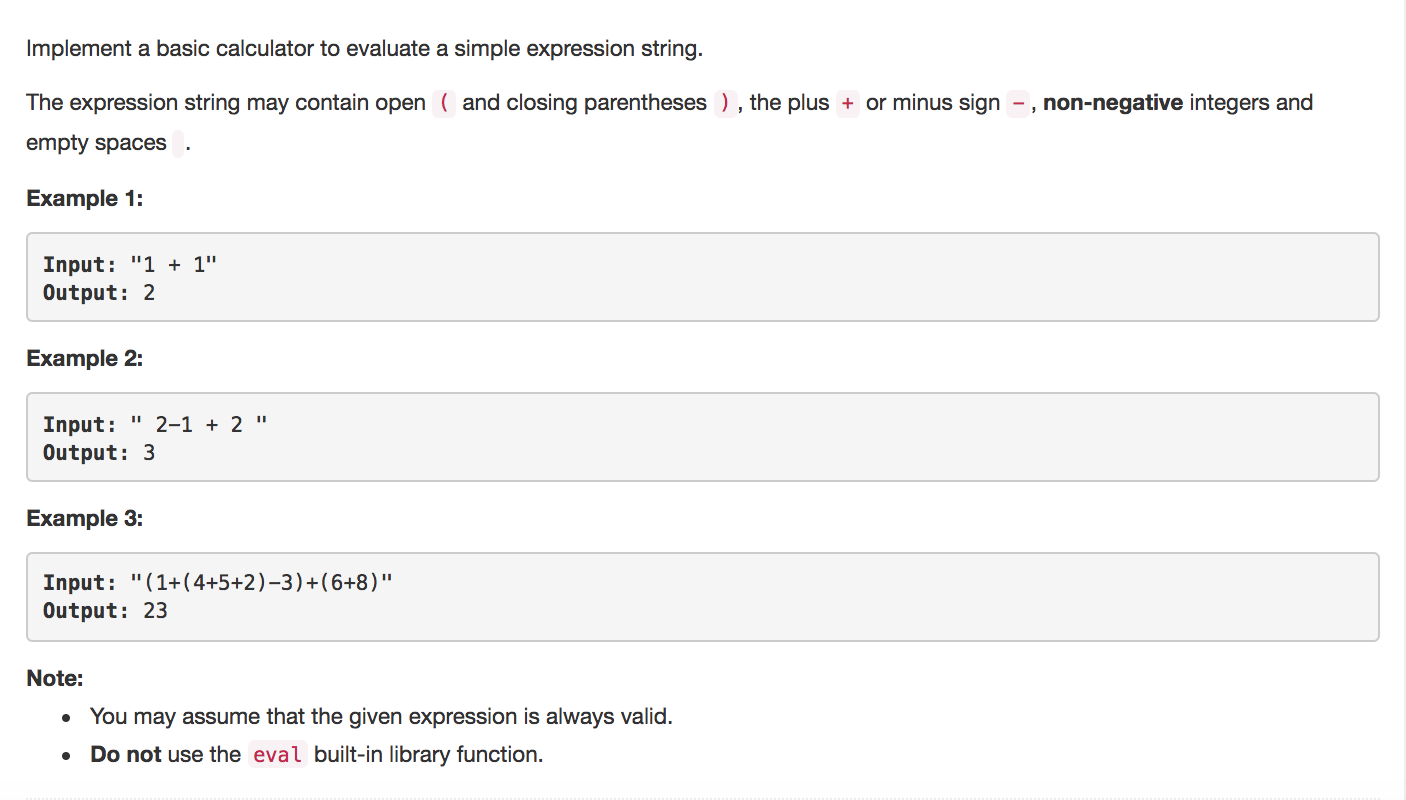 Implement a basic calculator to evaluate a simple expression string.
The expression string may contain open ( and closing parentheses ), the plus + or minus sign -, non-negative integers and
empty spaces  .
Example 1:
Input: "1 + 1"
Output: 2
Example 2:
Input: " 2-1 + 2 "
Output: 3
Example 3:
Input: "(1+(4+5+2)-3)+(6+8)"
Output: 23
Note:
• You may assume that the given expression is always valid.
• Do not use the eval built-in library function.